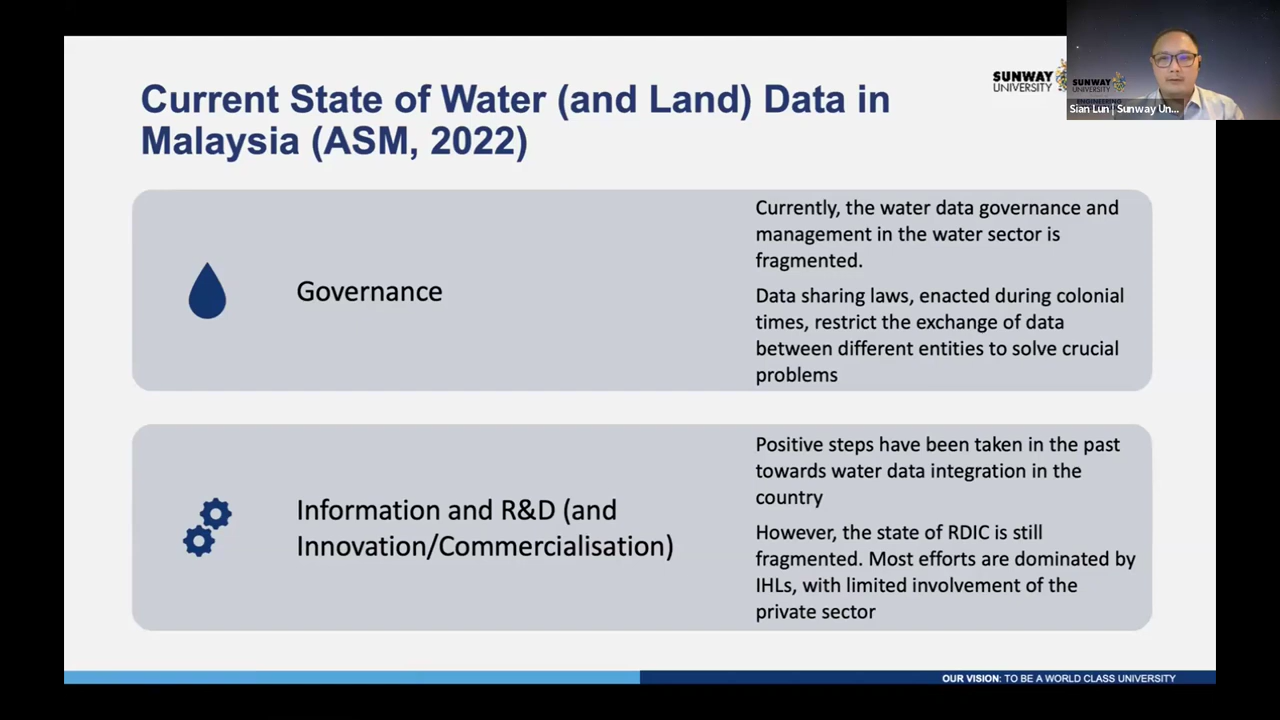 Current State of Water (and Land) Data in
Malaysia (ASM, 2022)
SUNWAY
UNIVERSITY
SUNWAY
UNIVERSITY
ENGINEERING
Sian Lun | Sunway Un...
Governance
Currently, the water data governance and
management in the water sector is
fragmented.
Data sharing laws, enacted during colonial
times, restrict the exchange of data
between different entities to solve crucial
problems
Information and R&D (and
Innovation/Commercialisation)
Positive steps have been taken in the past
towards water data integration in the
country
However, the state of RDIC is still
fragmented. Most efforts are dominated by
IHLs, with limited involvement of the
private sector
OUR VISION: TO BE A WORLD CLASS UNIVERSITY